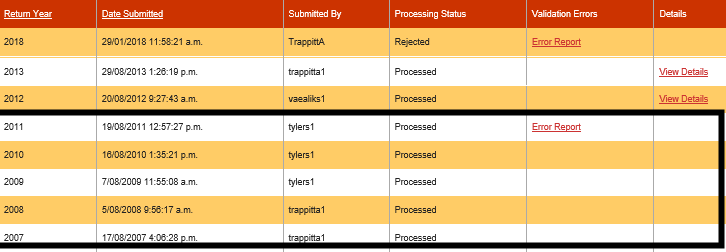 Return Year Date Submitted Submitted By Processing Status Validation Errors Details
2018 29/01/2018 11:58:21 a.m. TrappittA Rejected Error Report
2013 29/08/2013 1:26:19 p.m. trappitta1 Processed View Details
2012 20/08/2012 9:27:43 a.m. vaealiks1 Processed View Details
2011 19/08/2011 12:57:27 p.m. tylers1 Processed Error Report
2010 16/08/2010 1:35:21 p.m. tylers1 Processed
2009 7/08/2009 11:55:08 a.m. tylers1 Processed
2008 5/08/2008 9:56:17 a.m. trappitta1 Processed
2007 17/08/2007 4:06:28 p.m. trappitta1 Processed